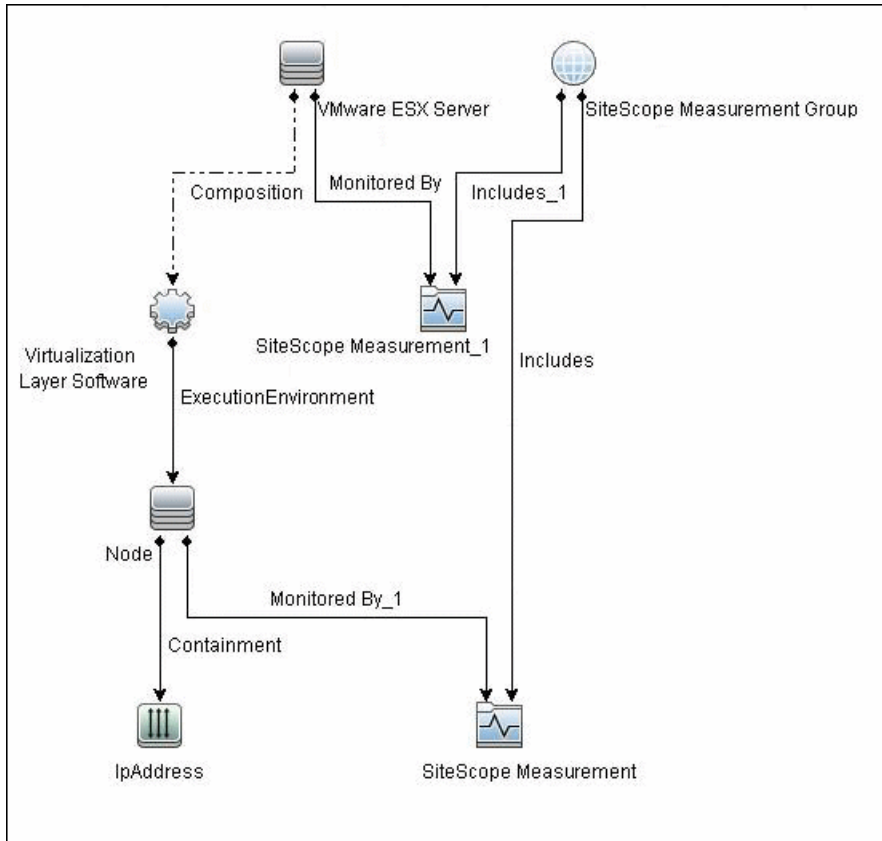 VMware ESX Server
SiteScope Measurement Group
Composition
Monitored By
Includes_1
SiteScope Measurement_1
Virtualization
Layer Software
Includes
ExecutionEnvironment
Node
Monitored By_1
Containment
IpAddress
SiteScope Measurement